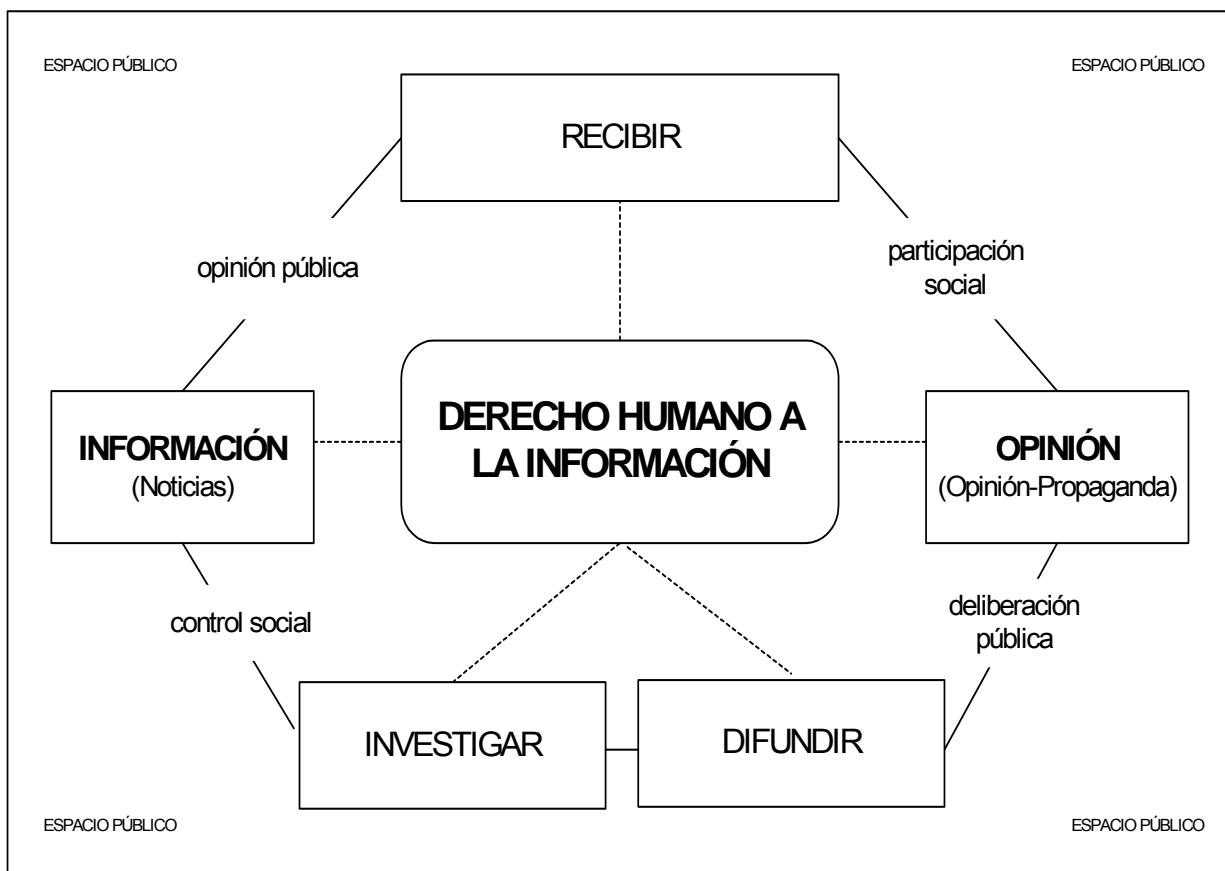 ESPACIO PÚBLICO
ESPACIO PÚBLICO
RECIBIR
opinión pública
participación
social
DERECHO HUMANO A
LA INFORMACIÓN
INFORMACIÓN
(Noticias)
OPINIÓN
(Opinión-Propaganda)
control social
deliberación
pública
INVESTIGAR
DIFUNDIR
ESPACIO PÚBLICO
ESPACIO PÚBLICO